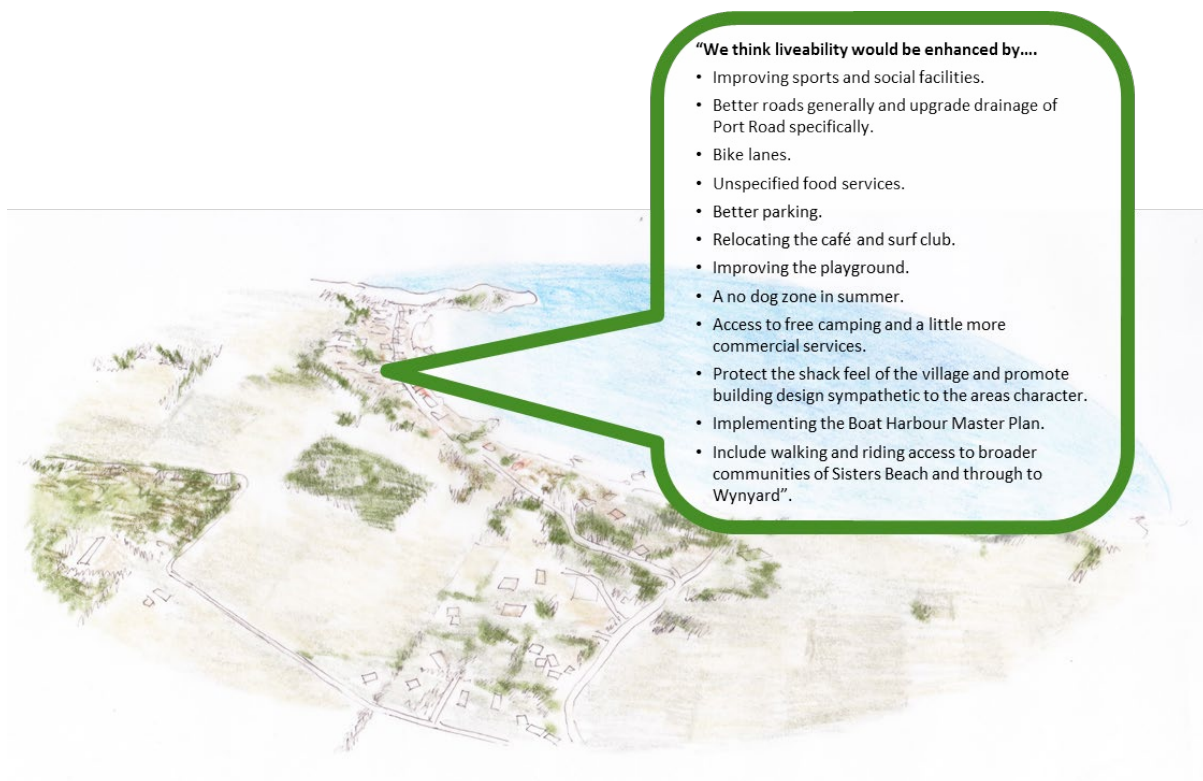 “We think liveability would be enhanced by….
• Improving sports and social facilities.
• Better roads generally and upgrade drainage of
Port Road specifically.
• Bike lanes.
• Unspecified food services.
• Better parking.
• Relocating the café and surf club.
• Improving the playground.
• A no dog zone in summer.
• Access to free camping and a little more
commercial services.
• Protect the shack feel of the village and promote
building design sympathetic to the areas character.
• Implementing the Boat Harbour Master Plan.
• Include walking and riding access to broader
communities of Sisters Beach and through to
Wynyard”.